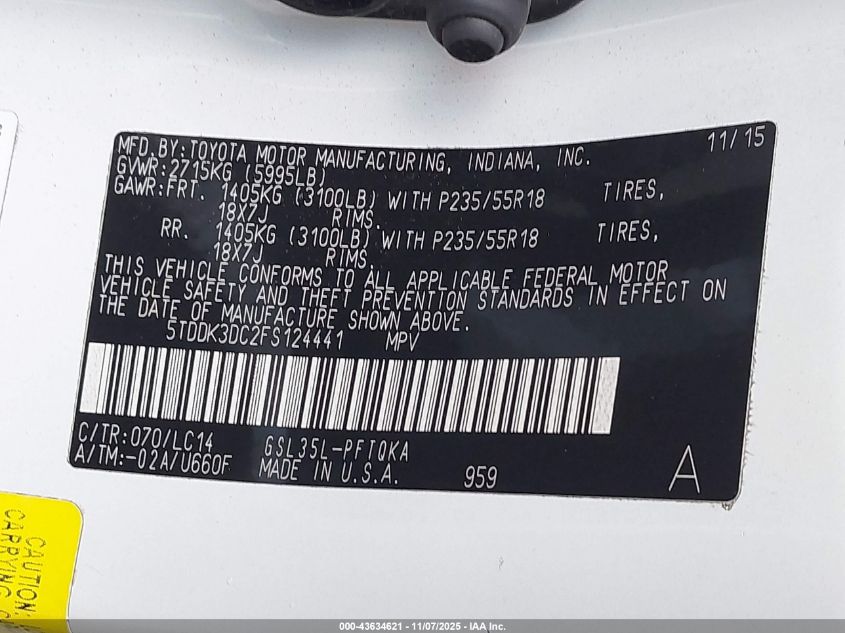 MFD.BY:TOYOTA MOTOR MANUFACTURING, INDIANA, INC. 11/15
GVWR:2715KG (5995LB)
GAWR:FRT. 1405KG (3100LB) WITH P235/55R18 TIRES,
18X7J RIMS.
RR. 1405KG (3100LB) WITH P235/55R18 TIRES,
18X7J RIMS
THIS VEHICLE CONFORMS TO ALL APPLICABLE FEDERAL MOTOR
VEHICLE SAFETY AND THEFT PREVENTION STANDARDS IN EFFECT ON
THE DATE OF MANUFACTURE SHOWN ABOVE.
5TDDK3DC2FS124441 MPV
C/TR:070/LC14 GSL35L-PFTQKA
A/TM:-02A/U660F MADE IN U.S.A. 959 A
CAUTION:
CARRYING
000-43634621 - 11/07/2025 - IAA Inc.